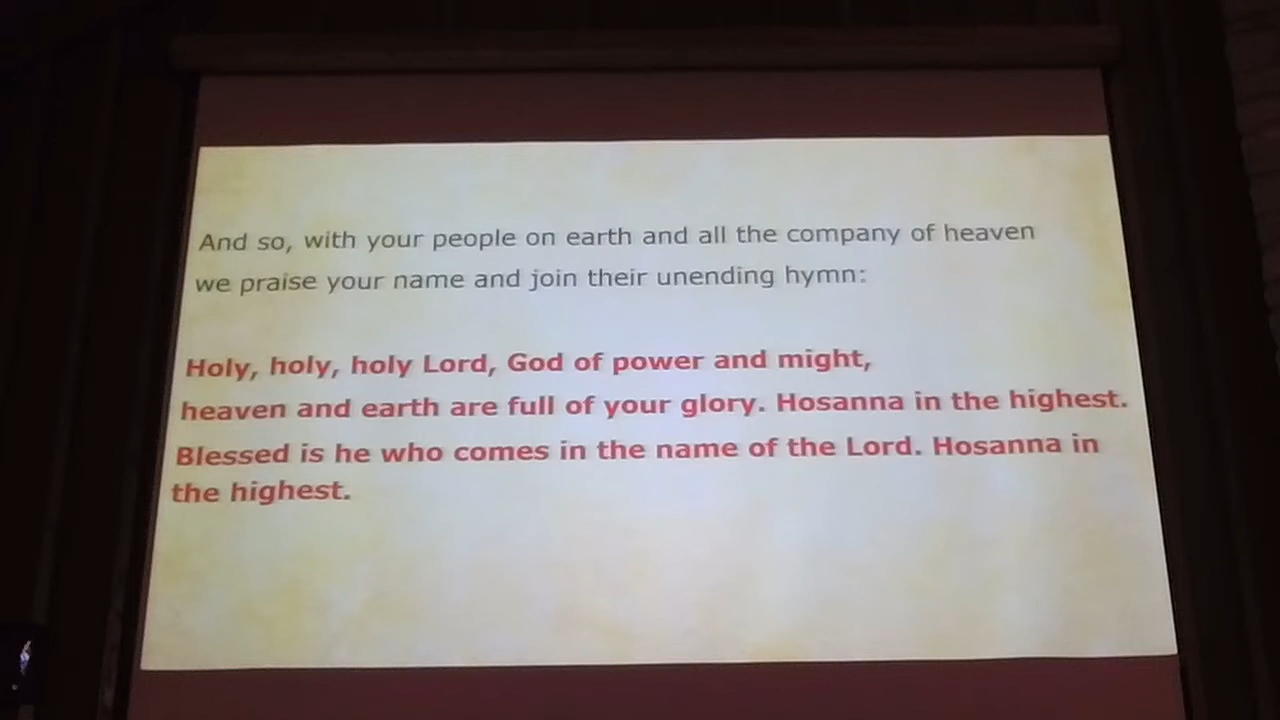 And so, with your people on earth and all the company of heaven
we praise your name and join their unending hymn:
Holy, holy, holy Lord, God of power and might,
heaven and earth are full of your glory. Hosanna in the highest.
Blessed is he who comes in the name of the Lord. Hosanna in
the highest.